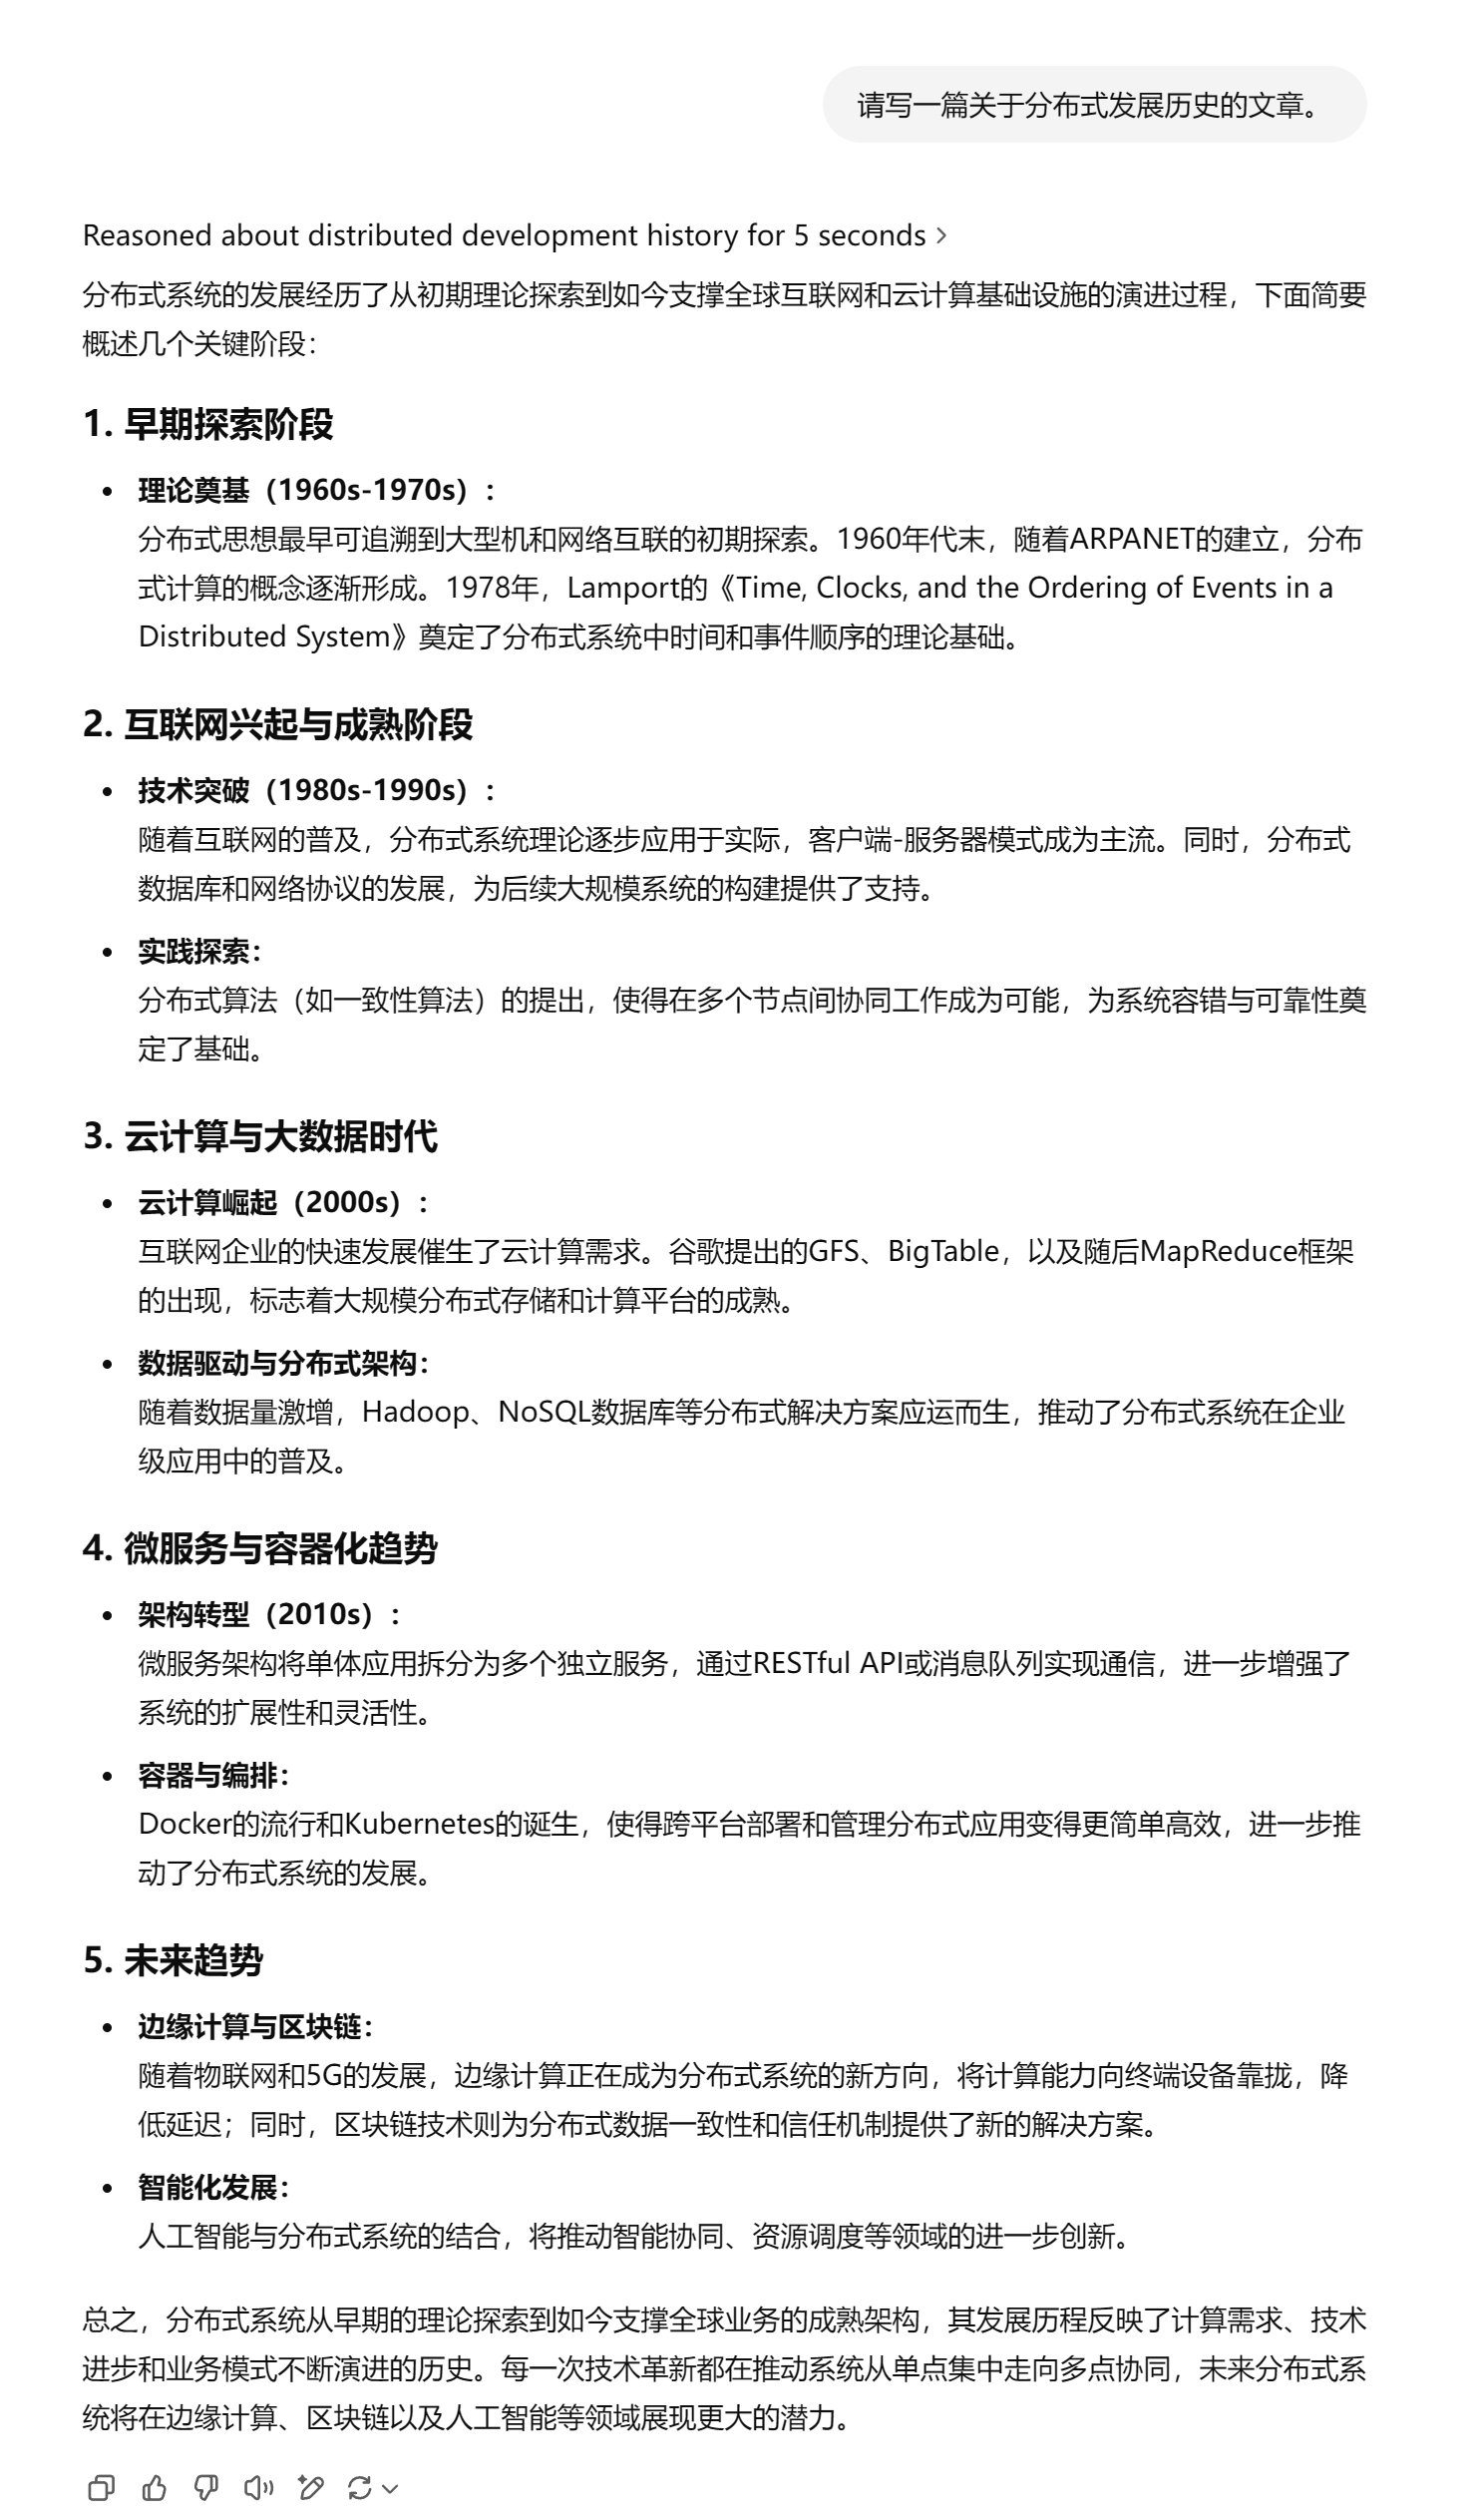 请写一篇关于分布式发展历史的文章。
Reasoned about distributed development history for 5 seconds
分布式系统的发展经历了从初期理论探索到如今支撑全球互联网和云计算基础设施的演进过程，下面简要
概述几个关键阶段：
1. 早期探索阶段
• 理论奠基（1960s-1970s）：
分布式思想最早可追溯到大型机和网络互联的初期探索。1960年代末，随着ARPANET的建立，分布
式计算的概念逐渐形成。1978年，Lamport的《Time, Clocks, and the Ordering of Events in a
Distributed System》奠定了分布式系统中时间和事件顺序的理论基础。
2. 互联网兴起与成熟阶段
• 技术突破（1980s-1990s）：
随着互联网的普及，分布式系统理论逐步应用于实际，客户端-服务器模式成为主流。同时，分布式
数据库和网络协议的发展，为后续大规模系统的构建提供了支持。
• 实践探索：
分布式算法（如一致性算法）的提出，使得在多个节点间协同工作成为可能，为系统容错与可靠性奠
定了基础。
3. 云计算与大数据时代
• 云计算崛起（2000s）：
互联网企业的快速发展催生了云计算需求。谷歌提出的GFS、BigTable，以及随后MapReduce框架
的出现，标志着大规模分布式存储和计算平台的成熟。
• 数据驱动与分布式架构：
随着数据量激增，Hadoop、NoSQL数据库等分布式解决方案应运而生，推动了分布式系统在企业
级应用中的普及。
4. 微服务与容器化趋势
• 架构转型（2010s）：
微服务架构将单体应用拆分为多个独立服务，通过RESTful API或消息队列实现通信，进一步增强了
系统的扩展性和灵活性。
• 容器与编排：
Docker的流行和Kubernetes的诞生，使得跨平台部署和管理分布式应用变得更简单高效，进一步推
动了分布式系统的发展。
5. 未来趋势
• 边缘计算与区块链：
随着物联网和5G的发展，边缘计算正在成为分布式系统的新方向，将计算能力向终端设备靠拢，降
低延迟；同时，区块链技术则为分布式数据一致性和信任机制提供了新的解决方案。
• 智能化发展：
人工智能与分布式系统的结合，将推动智能协同、资源调度等领域的进一步创新。
总之，分布式系统从早期的理论探索到如今支撑全球业务的成熟架构，其发展历程反映了计算需求、技术
进步和业务模式不断演进的历史。每一次技术革新都在推动系统从单点集中走向多点协同，未来分布式系
统将在边缘计算、区块链以及人工智能等领域展现更大的潜力。